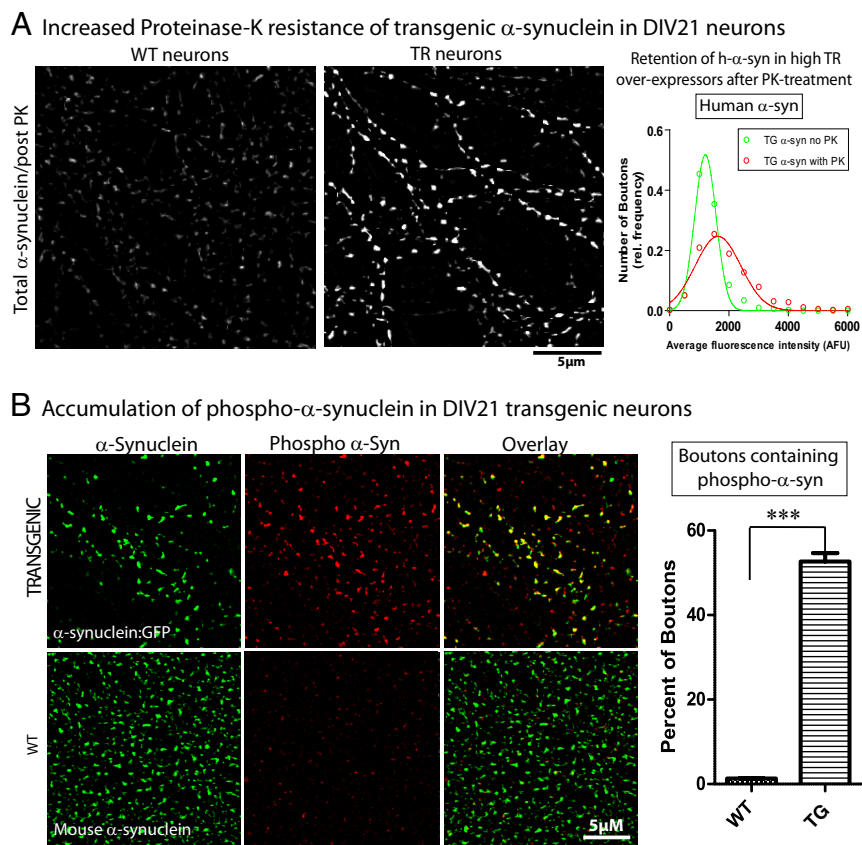 A Increased Proteinase-K resistance of transgenic α-synuclein in DIV21 neurons
WT neurons
TR neurons
Total α-synuclein/post PK
5μm
Retention of h-α-syn in high TR
over-expressors after PK-treatment
Human α-syn
TG α-syn no PK
TG α-syn with PK
Number of Boutons
(rel. frequency)
0.6
0.4
0.2
0.0
0 2000 4000 6000
Average fluorescence intensity (AFU)
B Accumulation of phospho-α-synuclein in DIV21 transgenic neurons
α-Synuclein
Phospho α-Syn
Overlay
TRANSGENIC
α-synuclein:GFP
WT
Mouse α-synuclein
5μM
Boutons containing
phospho-α-syn
***
Percent of Boutons
60
40
20
0
WT
TG